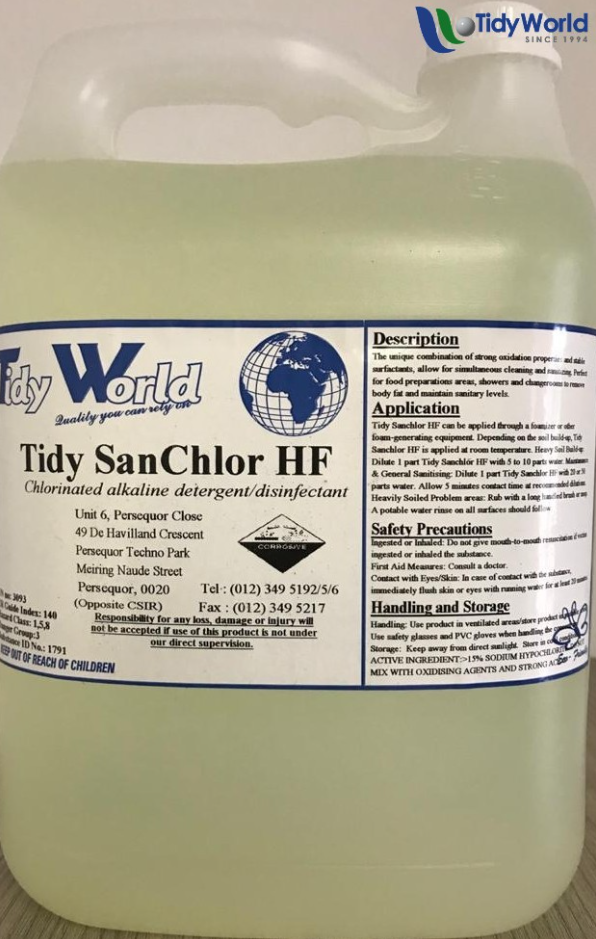 TidyWorld
SINCE 1994
Tidy World
Quality you can rely on
Tidy SanChlor HF
Chlorinated alkaline detergent/disinfectant
Unit 6, Persequor Close
49 De Havilland Crescent
Persequor Techno Park
Meiring Naude Street
Persequor, 0020
(Opposite CSIR)
Tel : (012) 349 5192/5/6
Fax : (012) 349 5217
CORROSIVE
Responsibility for any loss, damage or injury will
not be accepted if use of this product is not under
our direct supervision.
no: 3093
Guide Index: 140
Class: 1,5,8
Group:3
ID No.: 1791
KEEP OUT OF REACH OF CHILDREN
Description
The unique combination of strong oxidation properties and stable
surfactants, allow for simultaneous cleaning and sanitizing. Perfect
for food preparations areas, showers and changerooms to remove
body fat and maintain sanitary levels.
Application
Tidy Sanchlor HF can be applied through a foamizer or other
foam-generating equipment. Depending on the soil build-up, Tidy
Sanchlor HF is applied at room temperature. Heavy Soil Build-up
Dilute 1 part Tidy Sanchlor HF with 5 to 10 parts water. Maintenance
& General Sanitising: Dilute 1 part Tidy Sanchlor HF with 20 or 50
parts water. Allow 5 minutes contact time at recommended dilution.
Heavily Soiled Problem areas: Rub with a long handled brush or mop
A potable water rinse on all surfaces should follow
Safety Precautions
Ingested or Inhaled: Do not give mouth-to-mouth resuscitation if victim
ingested or inhaled the substance.
First Aid Measures: Consult a doctor.
Contact with Eyes/Skin: In case of contact with the substance,
immediately flush skin or eyes with running water for at least 20 minutes
Handling and Storage
Handling: Use product in ventilated areas/store product
Use safety glasses and PVC gloves when handling the
Storage: Keep away from direct sunlight. Store in
ACTIVE INGREDIENT:>15% SODIUM HYPOCHLORITE
MIX WITH OXIDISING AGENTS AND STRONG
Eco-